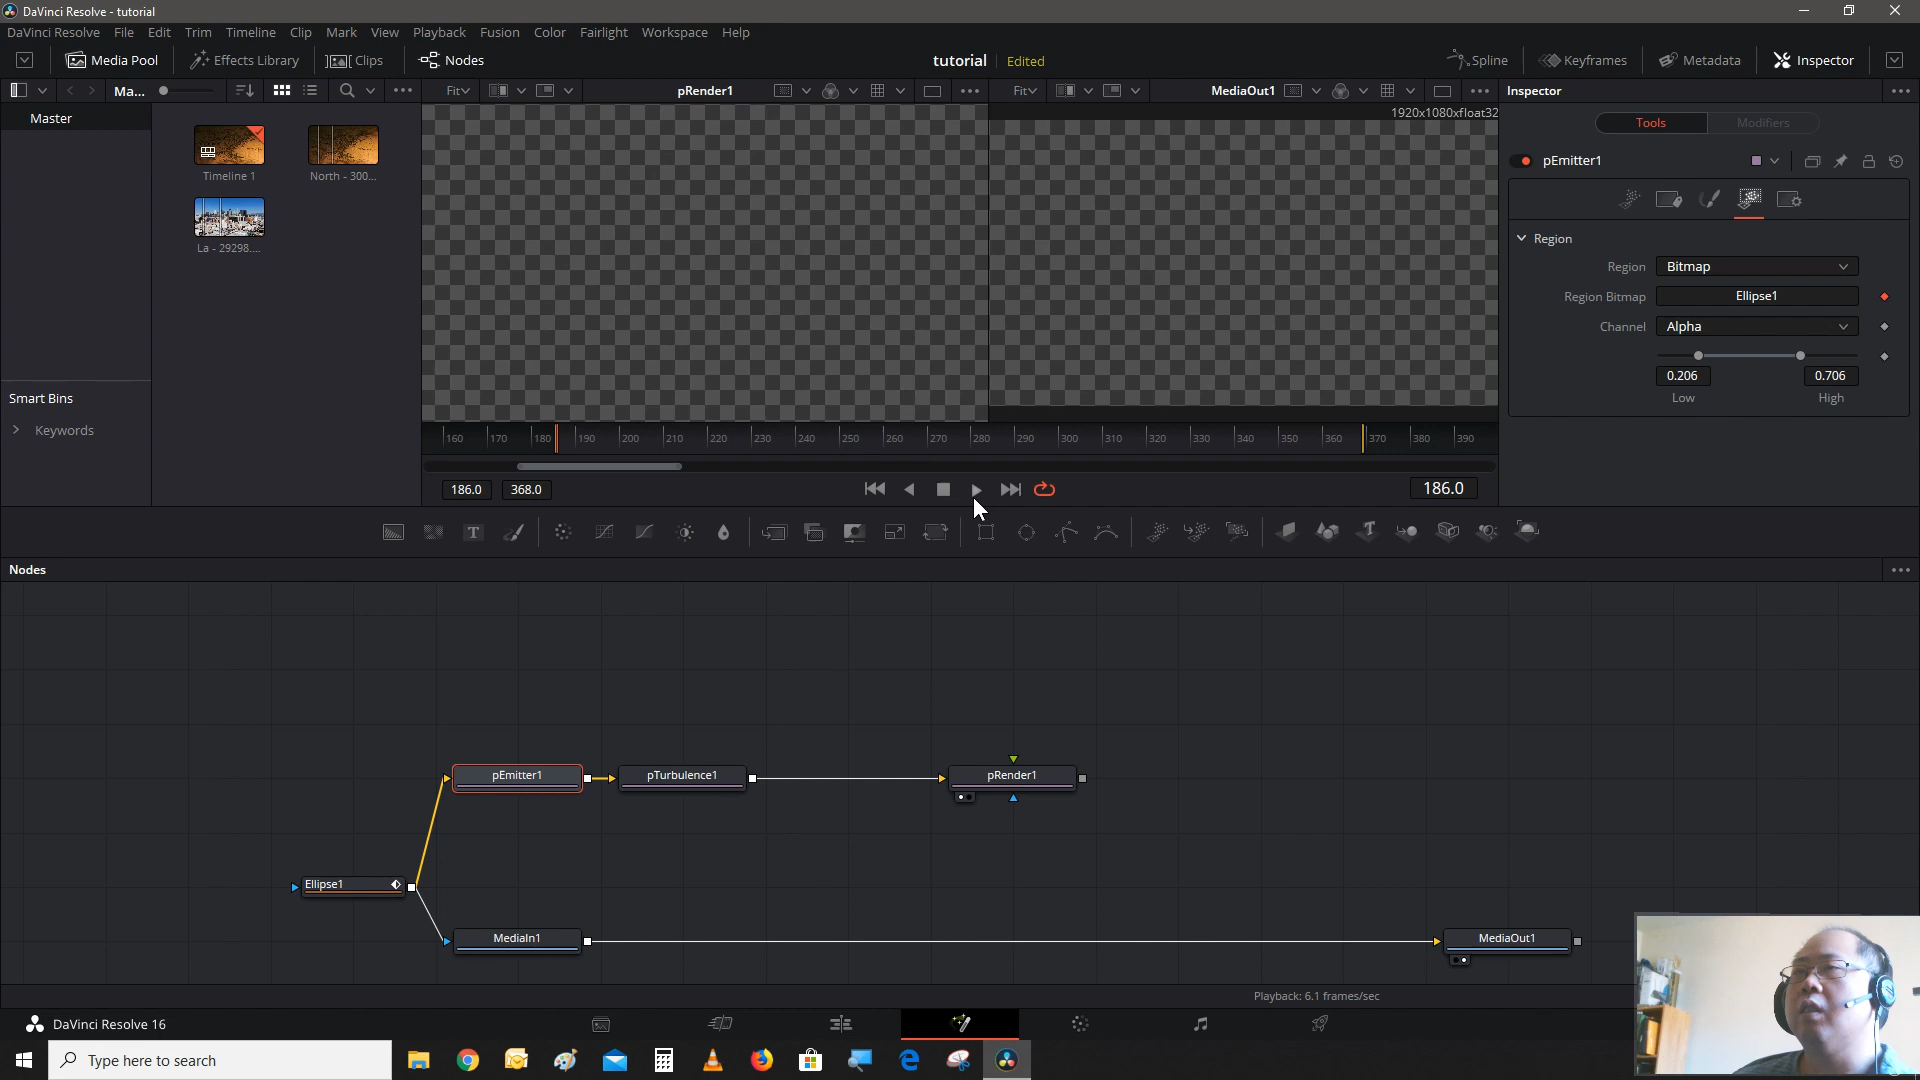 DaVinci Resolve - tutorial
DaVinci Resolve File Edit Trim Timeline Clip Mark View Playback Fusion Color Fairlight Workspace Help
Media Pool Effects Library Clips Nodes tutorial Edited Spline Keyframes Metadata Inspector
Ma... Fit pRender1 Fit MediaOut1 Inspector
Master
1920x1080xfloat32
Tools Modifiers
pEmitter1
Timeline 1 North - 300...
La - 29298....
Region
Region Bitmap
Region Bitmap Ellipse1
Channel Alpha
0.206 0.706
Low High
Smart Bins
Keywords
160 170 180 190 200 210 220 230 240 250 260 270 280 290 300 310 320 330 340 350 360 370 380 390
186.0 368.0 186.0
T T
Nodes
pEmitter1 pTurbulence1 pRender1
Ellipse1
MediaIn1 MediaOut1
Playback: 6.1 frames/sec
DaVinci Resolve 16
Type here to search